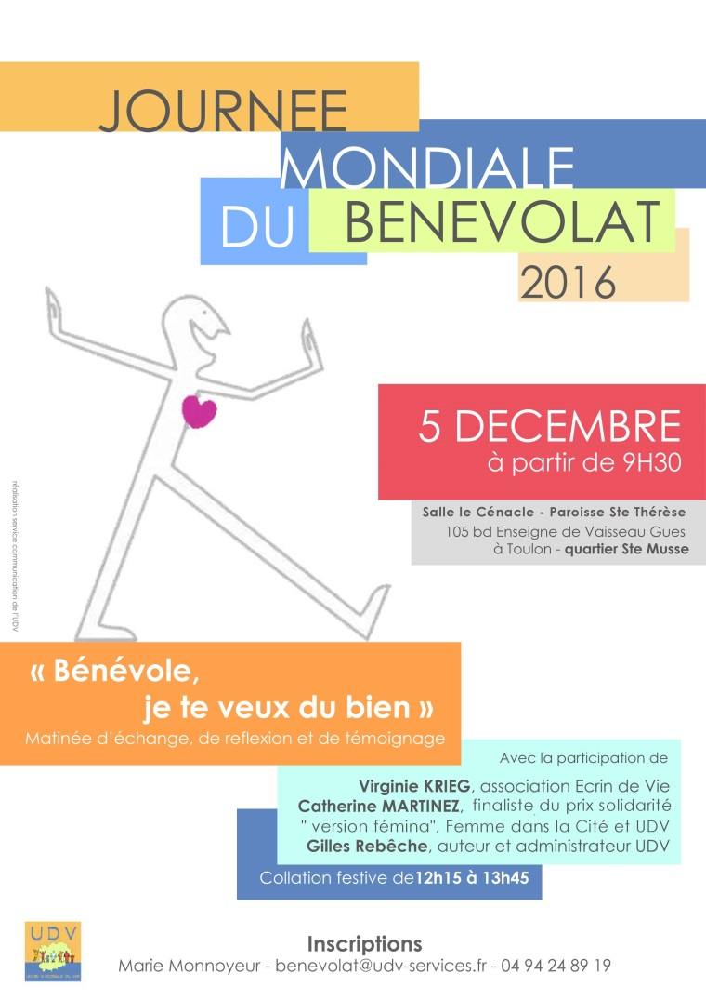 JOURNEE
MONDIALE
DU BENEVOLAT
2016
5 DECEMBRE
à partir de 9H30
Salle le Cénacle - Paroisse Ste Thérèse
105 bd Enseigne de Vaisseau Gues
à Toulon - quartier Ste Musse
réalisation service communication de l'UDV
« Bénévole,
je te veux du bien »
Matinée d'échange, de reflexion et de témoignage
Avec la participation de
Virginie KRIEG, association Ecrin de Vie
Catherine MARTINEZ, finaliste du prix solidarité
" version fémina", Femme dans la Cité et UDV
Gilles Rebêche, auteur et administrateur UDV
Collation festive de12h15 à 13h45
UDV
Inscriptions
Marie Monnoyeur - benevolat@udv-services.fr - 04 94 24 89 19